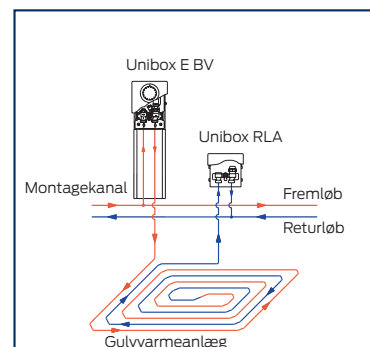 Unibox E BV
Unibox RLA
Montagekanal
Fremløb
Returløb
Gulvvarmeanlæg